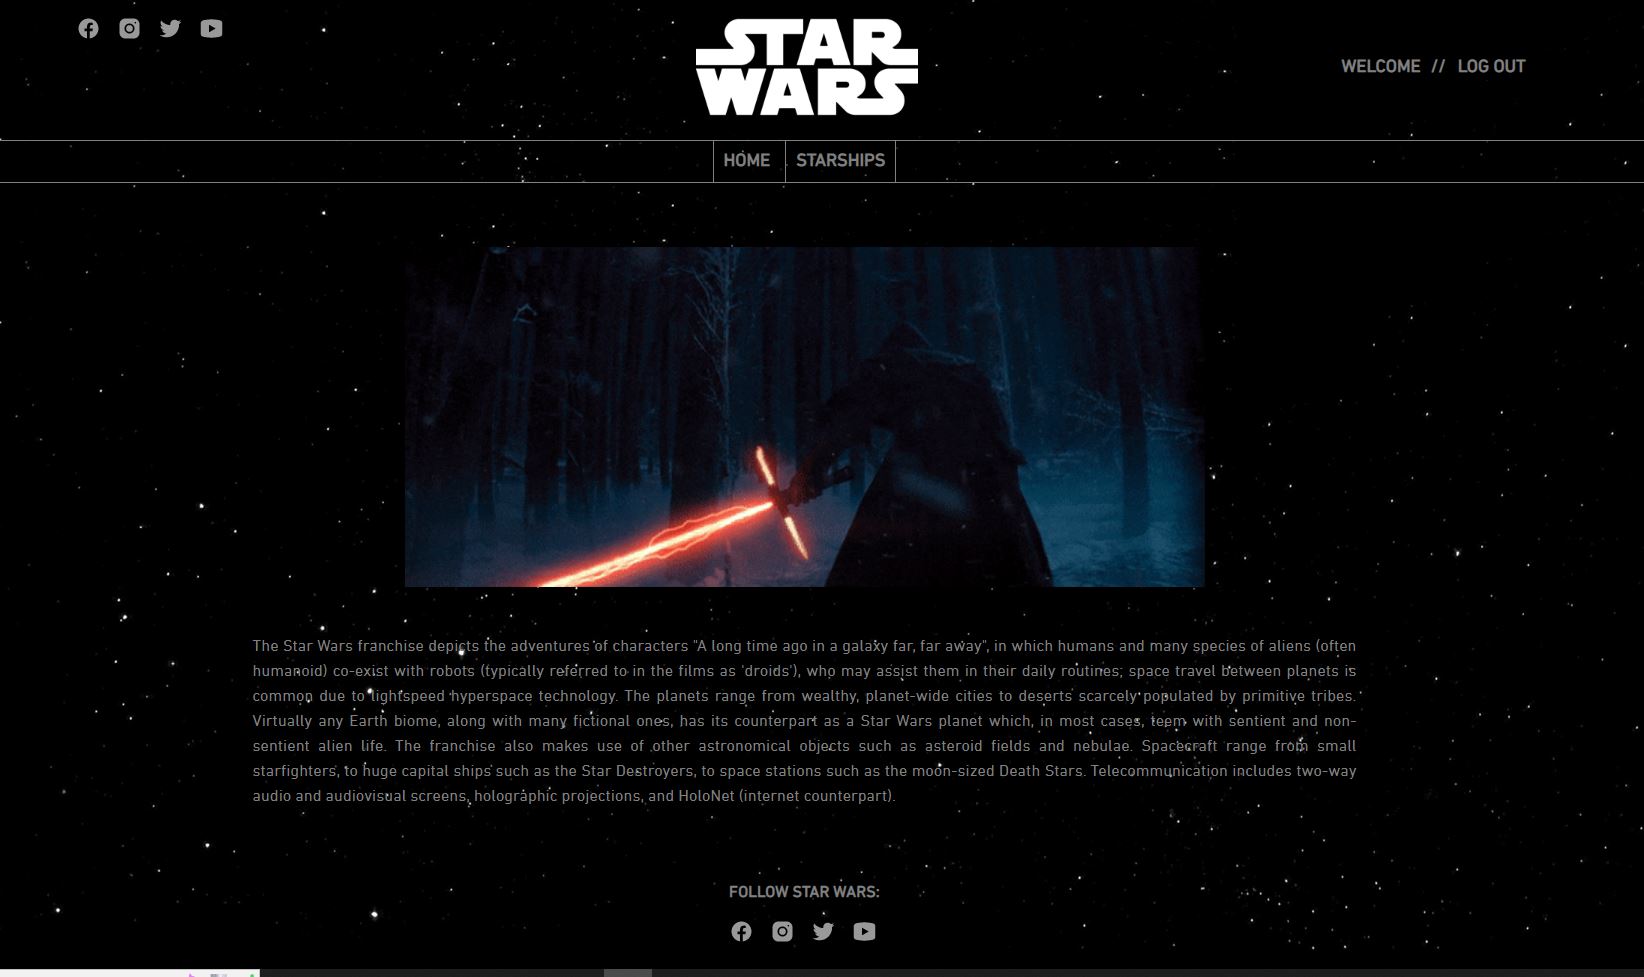 STAR
WARS
WELCOME // LOG OUT
HOME STARSHIPS
The Star Wars franchise depicts the adventures of characters "A long time ago in a galaxy far, far away", in which humans and many species of aliens (often
humanoid) co-exist with robots (typically referred to in the films as 'droids'), who may assist them in their daily routines; space travel between planets is
common due to lightspeed hyperspace technology. The planets range from wealthy, planet-wide cities to deserts scarcely populated by primitive tribes.
Virtually any Earth biome, along with many fictional ones, has its counterpart as a Star Wars planet which, in most cases, teem with sentient and non-
sentient alien life. The franchise also makes use of other astronomical objects such as asteroid fields and nebulae. Spacecraft range from small
starfighters, to huge capital ships such as the Star Destroyers, to space stations such as the moon-sized Death Stars. Telecommunication includes two-way
audio and audiovisual screens, holographic projections, and HoloNet (internet counterpart).
FOLLOW STAR WARS: